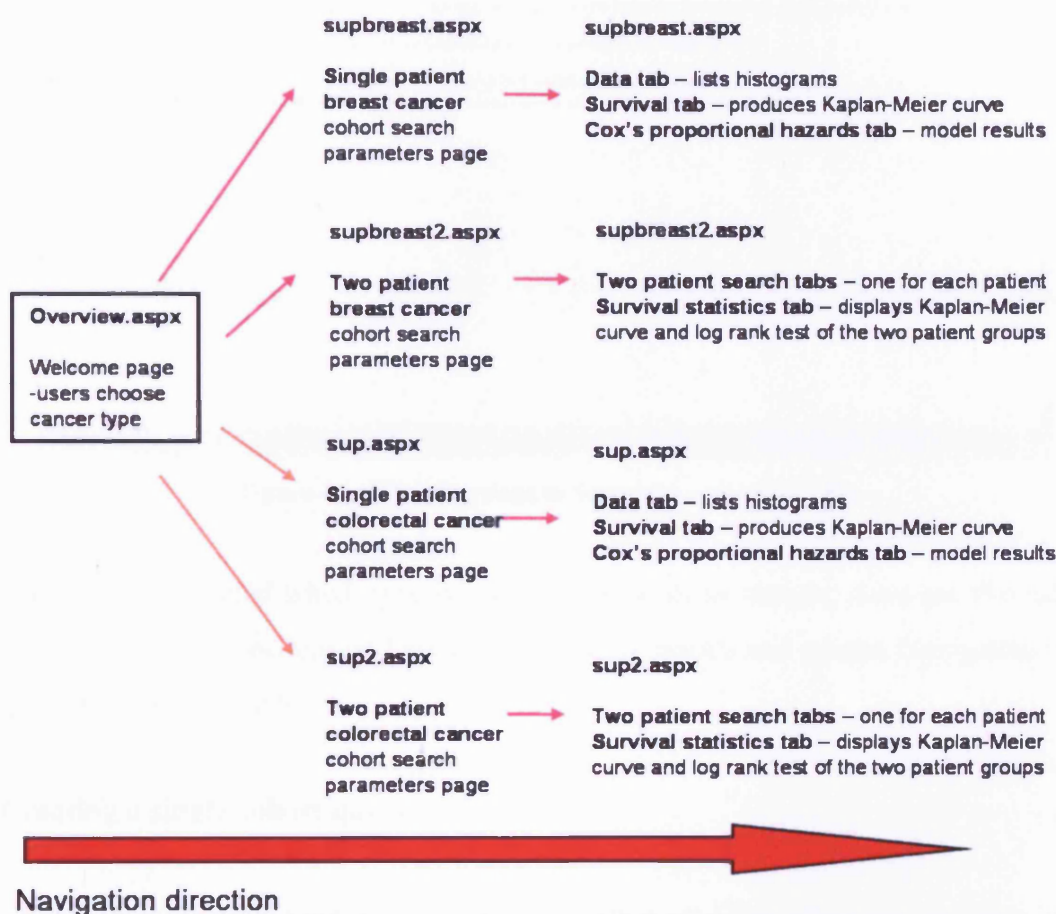 supbreast.aspx
Single patient
breast cancer
cohort search
parameters page
supbreast.aspx
Data tab – lists histograms
Survival tab – produces Kaplan-Meier curve
Cox's proportional hazards tab – model results
supbreast2.aspx
Two patient
breast cancer
cohort search
parameters page
supbreast2.aspx
Two patient search tabs – one for each patient
Survival statistics tab – displays Kaplan-Meier
curve and log rank test of the two patient groups
Overview.aspx
Welcome page
-users choose
cancer type
sup.aspx
Single patient
colorectal cancer
cohort search
parameters page
sup.aspx
Data tab – lists histograms
Survival tab – produces Kaplan-Meier curve
Cox's proportional hazards tab – model results
sup2.aspx
Two patient
colorectal cancer
cohort search
parameters page
sup2.aspx
Two patient search tabs – one for each patient
Survival statistics tab – displays Kaplan-Meier
curve and log rank test of the two patient groups
Navigation direction